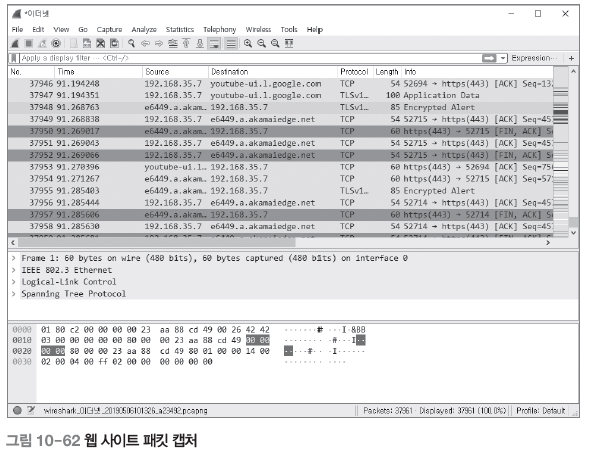 *이더넷
File Edit View Go Capture Analyze Statistics Telephony Wireless Tools Help
Apply a display filter ... <Ctrl-/>
Expression... +
No. Time Source Destination Protocol Length Info
37946 91.194248 192.168.35.7 youtube-ui.l.google.com TCP 54 52694 → https(443) [ACK] Seq=132
37947 91.194351 192.168.35.7 youtube-ui.l.google.com TLSv1… 100 Application Data
37948 91.268763 e6449.a.akam… 192.168.35.7 TLSv1… 85 Encrypted Alert
37949 91.268838 192.168.35.7 e6449.a.akamaiedge.net TCP 54 52715 → https(443) [ACK] Seq=45
37950 91.269017 e6449.a.akam… 192.168.35.7 TCP 60 https(443) → 52715 [FIN, ACK]
37951 91.269043 192.168.35.7 e6449.a.akamaiedge.net TCP 54 52715 → https(443) [ACK] Seq=45
37952 91.269066 192.168.35.7 e6449.a.akamaiedge.net TCP 54 52715 → https(443) [FIN, ACK]
37953 91.270396 youtube-ui.l… 192.168.35.7 TCP 60 https(443) → 52694 [ACK] Seq=75
37954 91.271267 e6449.a.akam… 192.168.35.7 TCP 60 https(443) → 52715 [ACK] Seq=57
37955 91.285403 e6449.a.akam… 192.168.35.7 TLSv1… 85 Encrypted Alert
37956 91.285444 192.168.35.7 e6449.a.akamaiedge.net TCP 54 52714 → https(443) [ACK] Seq=45
37957 91.285606 e6449.a.akam… 192.168.35.7 TCP 60 https(443) → 52714 [FIN, ACK]
37958 91.285630 192.168.35.7 e6449.a.akamaiedge.net TCP 54 52714 → https(443) [ACK] Seq=45
> Frame 1: 60 bytes on wire (480 bits), 60 bytes captured (480 bits) on interface 0
> IEEE 802.3 Ethernet
> Logical-Link Control
> Spanning Tree Protocol
0000 01 80 c2 00 00 00 00 23 aa 88 cd 49 00 26 42 42 ·······# ···I·&BB
0010 03 00 00 00 00 00 80 00 00 23 aa 88 cd 49 00 00 ········ ·#···I··
0020 00 00 80 00 00 23 aa 88 cd 49 80 01 00 00 14 00 ·····#·· ·I······
0030 02 00 04 00 ff 02 00 00 00 00 00 00 ········ ····
wireshark_이더넷_20190506101326_a23492.pcapng
Packets: 37961 · Displayed: 37961 (100.0%) Profile: Default
그림 10-62 웹 사이트 패킷 캡처